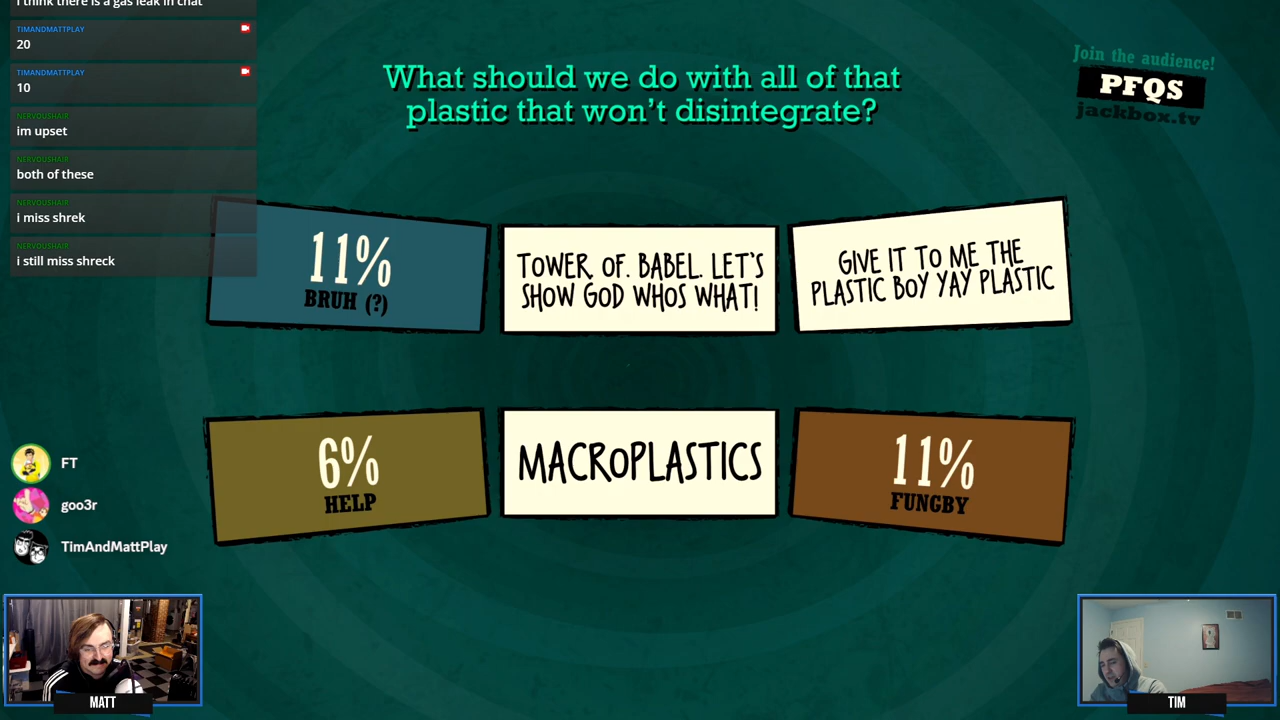 i think there is a gas leak in chat
TIMANDMATTPLAY
20
TIMANDMATTPLAY
10
NERVOUSHAIR
im upset
NERVOUSHAIR
both of these
NERVOUSHAIR
i miss shrek
NERVOUSHAIR
i still miss shreck
What should we do with all of that
plastic that won't disintegrate?
Join the audience!
PFQS
jackbox.tv
11%
BRUH (?)
TOWER. OF. BABEL. LET'S
SHOW GOD WHOS WHAT!
GIVE IT TO ME THE
PLASTIC BOY YAY PLASTIC
6%
HELP
MACROPLASTICS
11%
FUNGBY
FT
goo3r
TimAndMattPlay
MATT
TIM